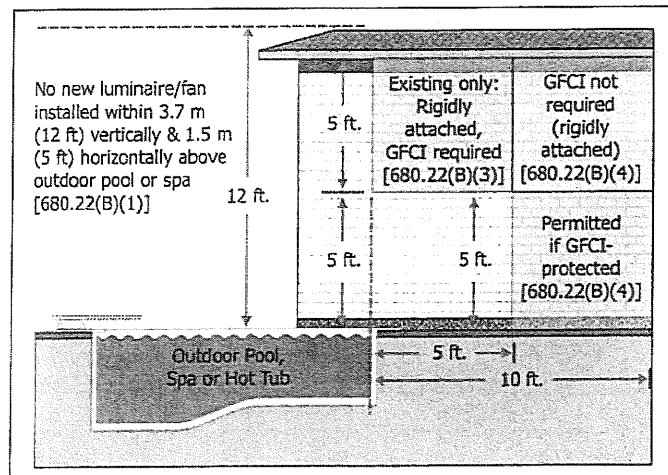 No new luminaire/fan
installed within 3.7 m
(12 ft) vertically & 1.5 m
(5 ft) horizontally above
outdoor pool or spa
[680.22(B)(1)]
12 ft.
5 ft.
Existing only:
Rigidly
attached,
GFCI required
[680.22(B)(3)]
GFCI not
required
(rigidly
attached)
[680.22(B)(4)]
5 ft.
5 ft.
Permitted
if GFCI-
protected
[680.22(B)(4)]
Outdoor Pool,
Spa or Hot Tub
5 ft.
10 ft.